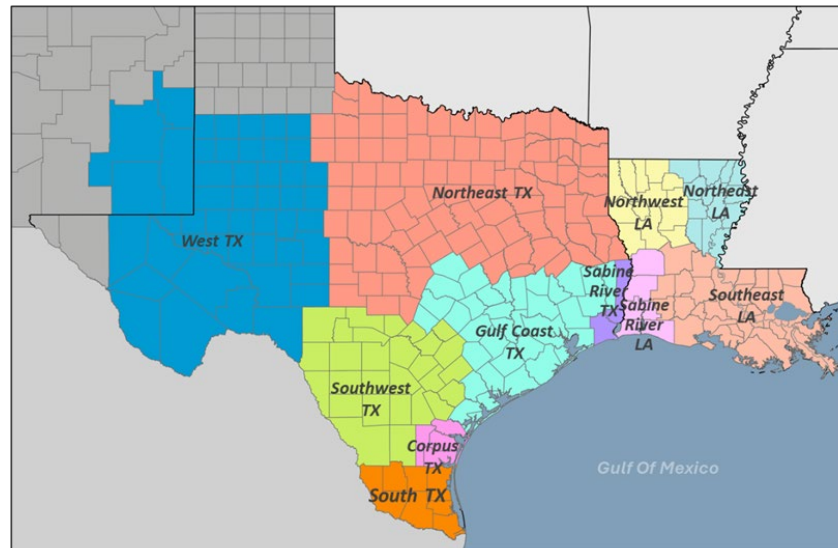 Northeast TX
Northwest
LA
Northeast
LA
West TX
Sabine
River
TX
Sabine
River
LA
Southeast
LA
Gulf Coast
TX
Southwest
TX
Corpus
TX
Gulf Of Mexico
South TX